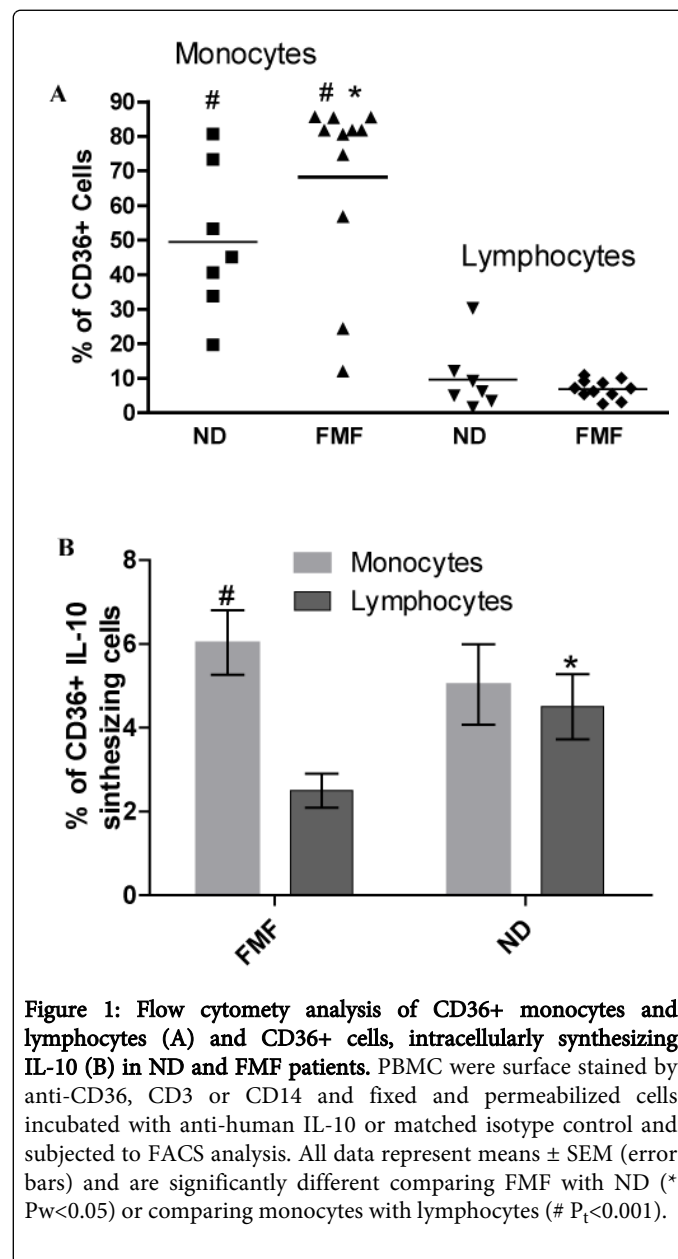 Monocytes
A
# # *
90
80
70
60
50
40
30
20
10
0
% of CD36+ Cells
Lymphocytes
ND FMF ND FMF
B
8
6
4
2
0
% of CD36+ IL-10
sinthesizing cells
Monocytes
Lymphocytes
#
*
FMF ND
Figure 1: Flow cytomety analysis of CD36+ monocytes and
lymphocytes (A) and CD36+ cells, intracellularly synthesizing
IL-10 (B) in ND and FMF patients. PBMC were surface stained by
anti-CD36, CD3 or CD14 and fixed and permeabilized cells
incubated with anti-human IL-10 or matched isotype control and
subjected to FACS analysis. All data represent means ± SEM (error
bars) and are significantly different comparing FMF with ND (*
Pw<0.05) or comparing monocytes with lymphocytes (# Pt<0.001).